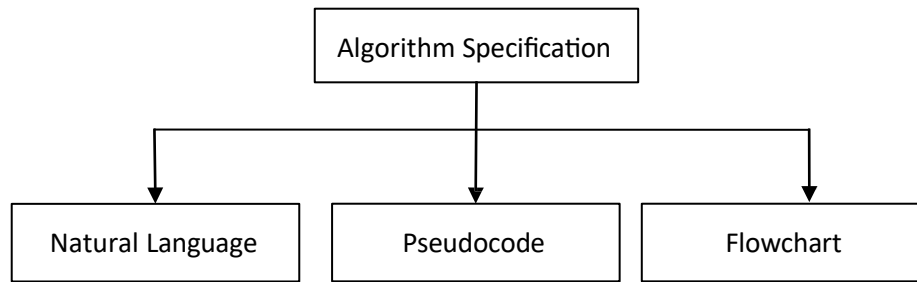 Algorithm Specification
Natural Language
Pseudocode
Flowchart